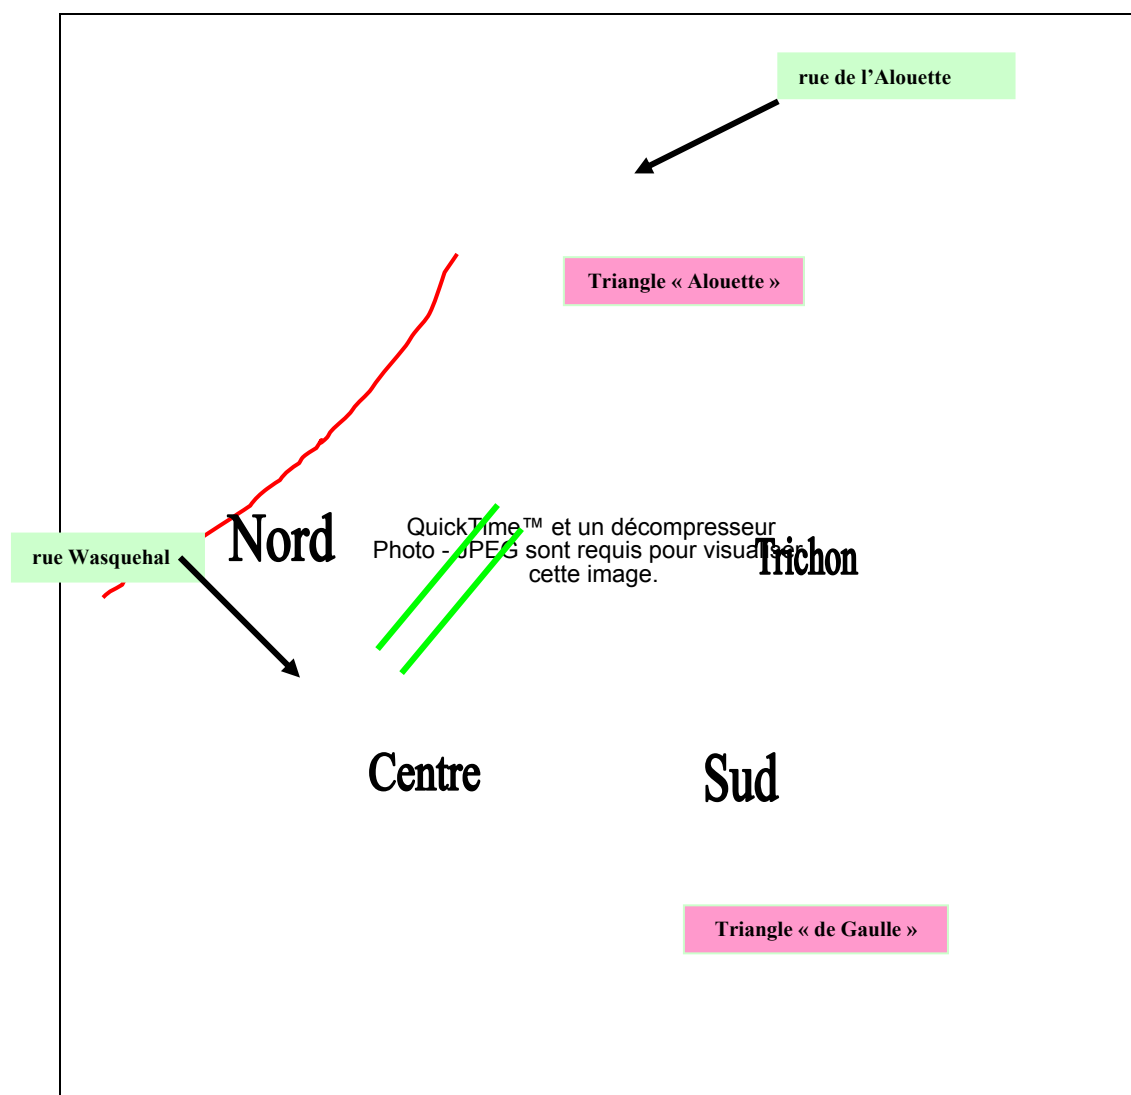 rue de l’Alouette
Triangle « Alouette »
Nord
QuickTime™ et un décompresseur
Photo - JPEG sont requis pour visualiser
cette image.
Trichon
rue Wasquehal
Centre
Sud
Triangle « de Gaulle »